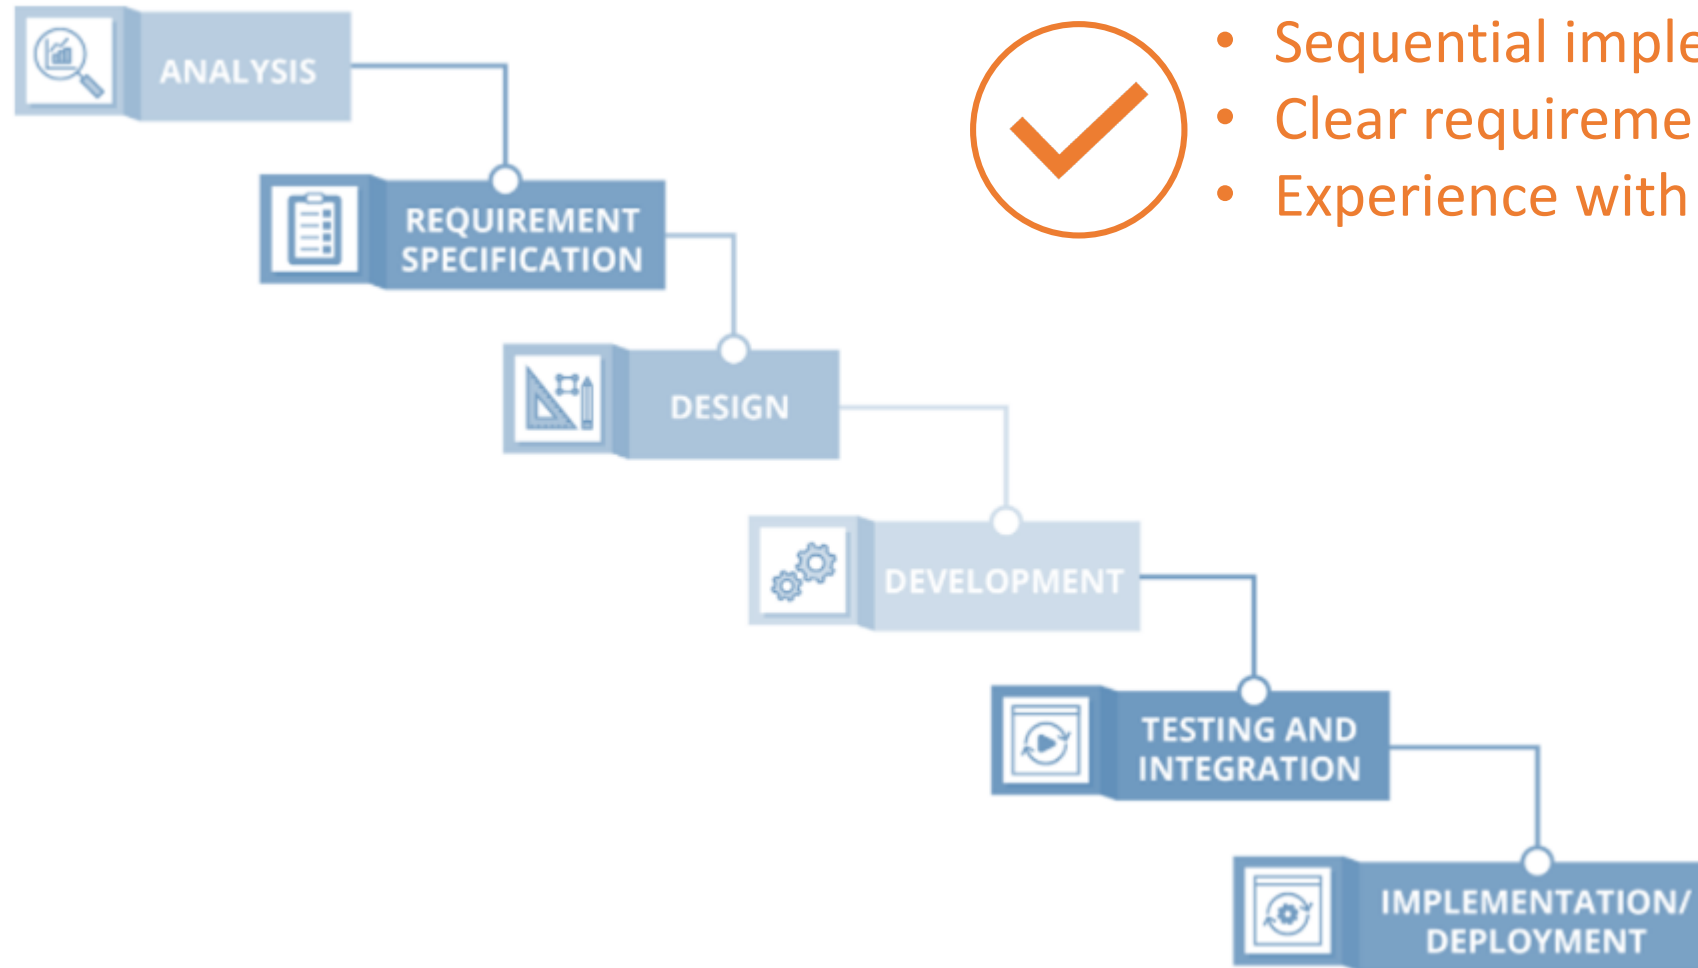 ANALYSIS
• Sequential imple
• Clear requireme
• Experience with
REQUIREMENT
SPECIFICATION
DESIGN
DEVELOPMENT
TESTING AND
INTEGRATION
IMPLEMENTATION/
DEPLOYMENT